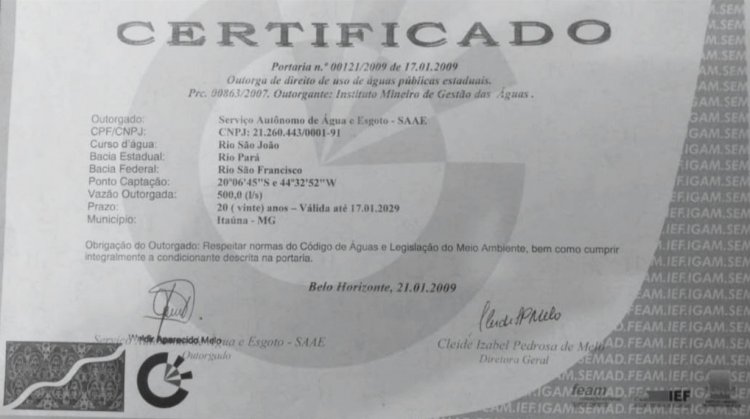 CERTIFICADO
Portaria n.º 00121/2009 de 17.01.2009
Outorga de direito de uso de águas públicas estaduais.
Prc. 00863/2007. Outorgante: Instituto Mineiro de Gestão das Águas .
Outorgado: Serviço Autônomo de Água e Esgoto - SAAE
CPF/CNPJ: CNPJ: 21.260.443/0001-91
Curso d'água: Rio São João
Bacia Estadual: Rio Pará
Bacia Federal: Rio São Francisco
Ponto Captação: 20°06'45"S e 44°32'52"W
Vazão Outorgada: 500,0 (l/s)
Prazo: 20 ( vinte) anos – Válida até 17.01.2029
Município: Itaúna - MG
Obrigação do Outorgado: Respeitar normas do Código de Águas e Legislação do Meio Ambiente, bem como cumprir
integralmente a condicionante descrita na portaria.
Belo Horizonte, 21.01.2009
Waldir Aparecido Melo
Serviço Água e Esgoto - SAAE
Outorgado
Cleide Izabel Pedrosa de Melo
Diretora Geral
feam
IEF